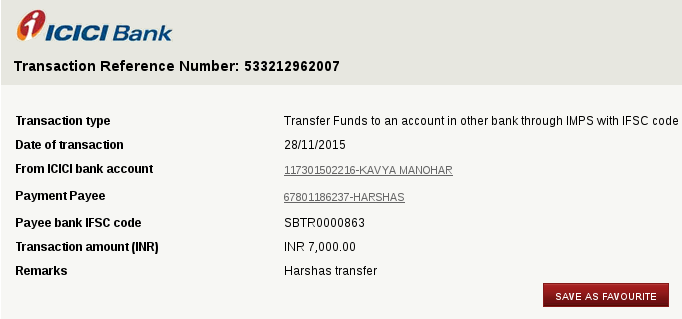 ICICI Bank
Transaction Reference Number: 533212962007
Transaction type Transfer Funds to an account in other bank through IMPS with IFSC code
Date of transaction 28/11/2015
From ICICI bank account 117301502216-KAVYA MANOHAR
Payment Payee 67801186237-HARSHAS
Payee bank IFSC code SBTR0000863
Transaction amount (INR) INR 7,000.00
Remarks Harshas transfer
SAVE AS FAVOURITE